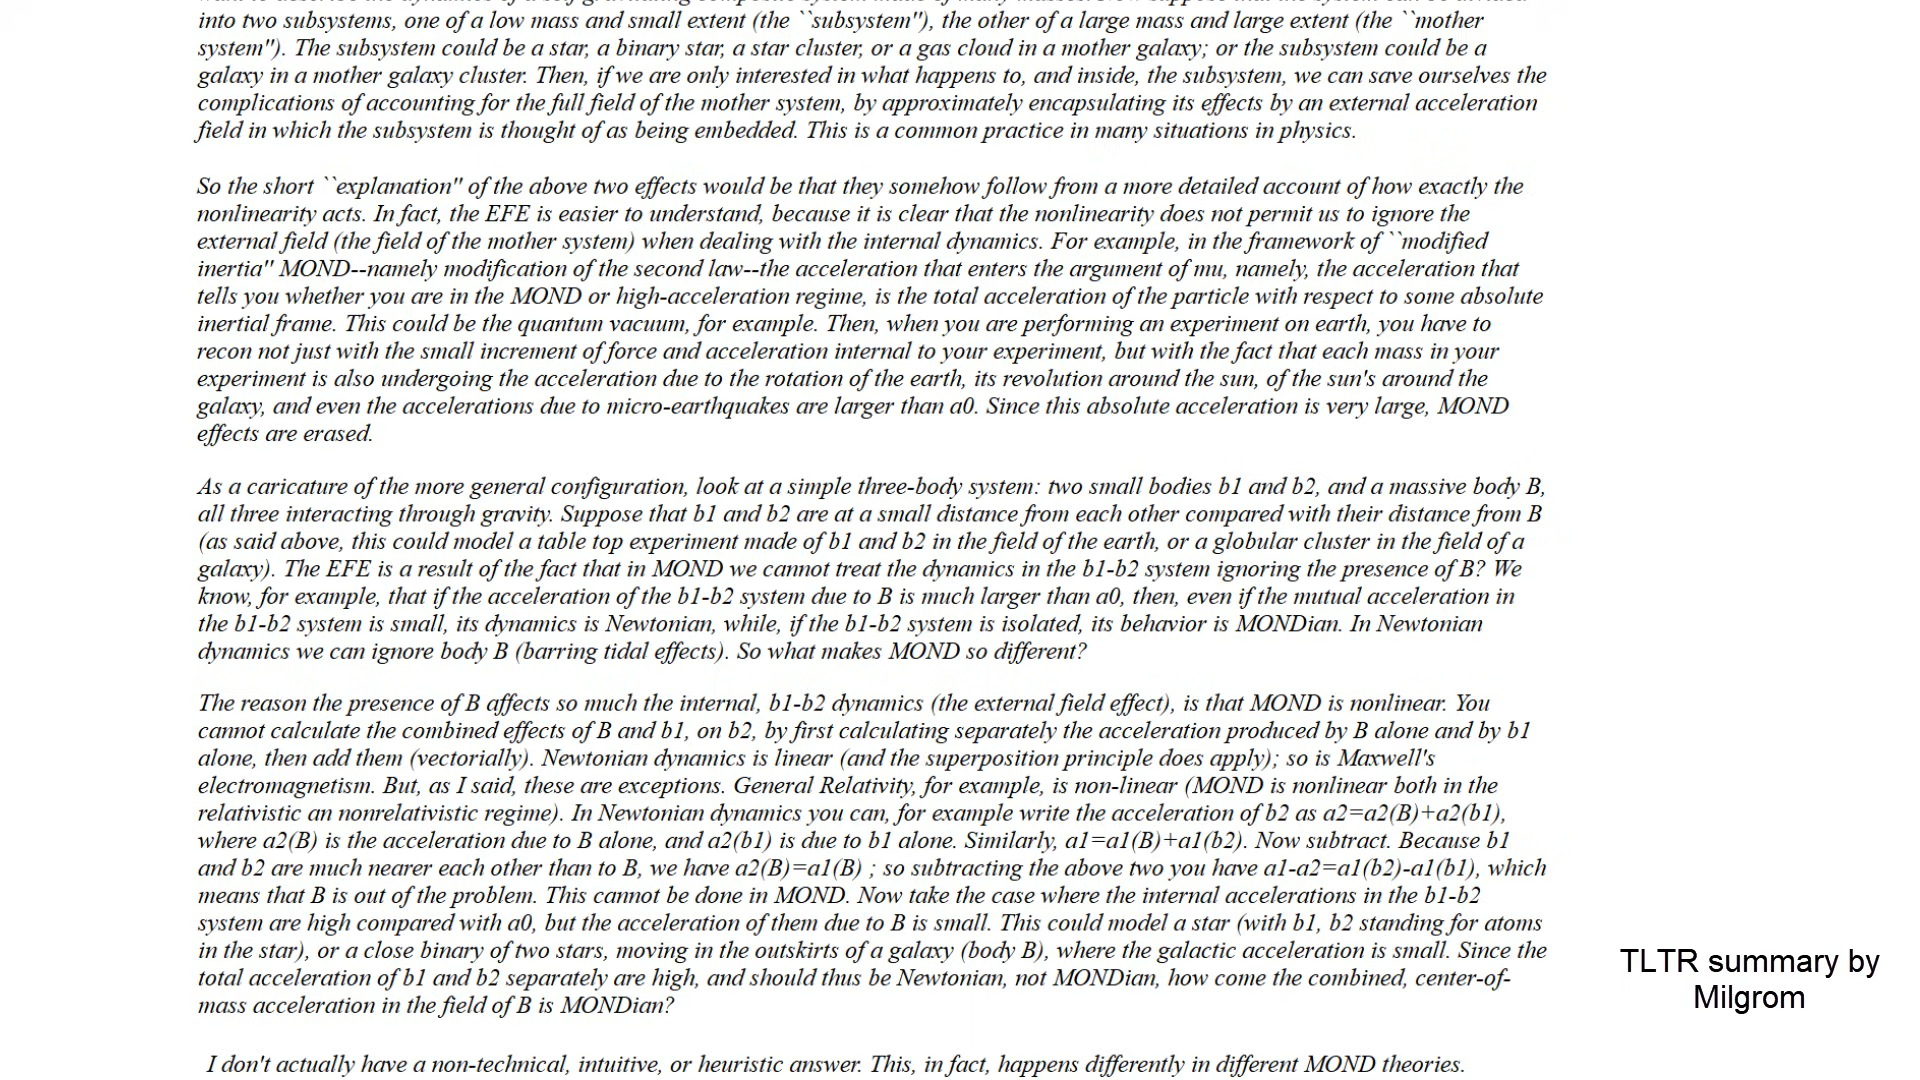 into two subsystems, one of a low mass and small extent (the ``subsystem''), the other of a large mass and large extent (the ``mother
system''). The subsystem could be a star, a binary star, a star cluster, or a gas cloud in a mother galaxy; or the subsystem could be a
galaxy in a mother galaxy cluster. Then, if we are only interested in what happens to, and inside, the subsystem, we can save ourselves the
complications of accounting for the full field of the mother system, by approximately encapsulating its effects by an external acceleration
field in which the subsystem is thought of as being embedded. This is a common practice in many situations in physics.
So the short ``explanation'' of the above two effects would be that they somehow follow from a more detailed account of how exactly the
nonlinearity acts. In fact, the EFE is easier to understand, because it is clear that the nonlinearity does not permit us to ignore the
external field (the field of the mother system) when dealing with the internal dynamics. For example, in the framework of ``modified
inertia'' MOND--namely modification of the second law--the acceleration that enters the argument of mu, namely, the acceleration that
tells you whether you are in the MOND or high-acceleration regime, is the total acceleration of the particle with respect to some absolute
inertial frame. This could be the quantum vacuum, for example. Then, when you are performing an experiment on earth, you have to
recon not just with the small increment of force and acceleration internal to your experiment, but with the fact that each mass in your
experiment is also undergoing the acceleration due to the rotation of the earth, its revolution around the sun, of the sun's around the
galaxy, and even the accelerations due to micro-earthquakes are larger than a0. Since this absolute acceleration is very large, MOND
effects are erased.
As a caricature of the more general configuration, look at a simple three-body system: two small bodies b1 and b2, and a massive body B,
all three interacting through gravity. Suppose that b1 and b2 are at a small distance from each other compared with their distance from B
(as said above, this could model a table top experiment made of b1 and b2 in the field of the earth, or a globular cluster in the field of a
galaxy). The EFE is a result of the fact that in MOND we cannot treat the dynamics in the b1-b2 system ignoring the presence of B? We
know, for example, that if the acceleration of the b1-b2 system due to B is much larger than a0, then, even if the mutual acceleration in
the b1-b2 system is small, its dynamics is Newtonian, while, if the b1-b2 system is isolated, its behavior is MONDian. In Newtonian
dynamics we can ignore body B (barring tidal effects). So what makes MOND so different?
The reason the presence of B affects so much the internal, b1-b2 dynamics (the external field effect), is that MOND is nonlinear. You
cannot calculate the combined effects of B and b1, on b2, by first calculating separately the acceleration produced by B alone and by b1
alone, then add them (vectorially). Newtonian dynamics is linear (and the superposition principle does apply); so is Maxwell's
electromagnetism. But, as I said, these are exceptions. General Relativity, for example, is non-linear (MOND is nonlinear both in the
relativistic an nonrelativistic regime). In Newtonian dynamics you can, for example write the acceleration of b2 as a2=a2(B)+a2(b1),
where a2(B) is the acceleration due to B alone, and a2(b1) is due to b1 alone. Similarly, a1=a1(B)+a1(b2). Now subtract. Because b1
and b2 are much nearer each other than to B, we have a2(B)=a1(B) ; so subtracting the above two you have a1-a2=a1(b2)-a1(b1), which
means that B is out of the problem. This cannot be done in MOND. Now take the case where the internal accelerations in the b1-b2
system are high compared with a0, but the acceleration of them due to B is small. This could model a star (with b1, b2 standing for atoms
in the star), or a close binary of two stars, moving in the outskirts of a galaxy (body B), where the galactic acceleration is small. Since the
total acceleration of b1 and b2 separately are high, and should thus be Newtonian, not MONDian, how come the combined, center-of-
mass acceleration in the field of B is MONDian?
I don't actually have a non-technical, intuitive, or heuristic answer. This, in fact, happens differently in different MOND theories.
TLTR summary by
Milgrom